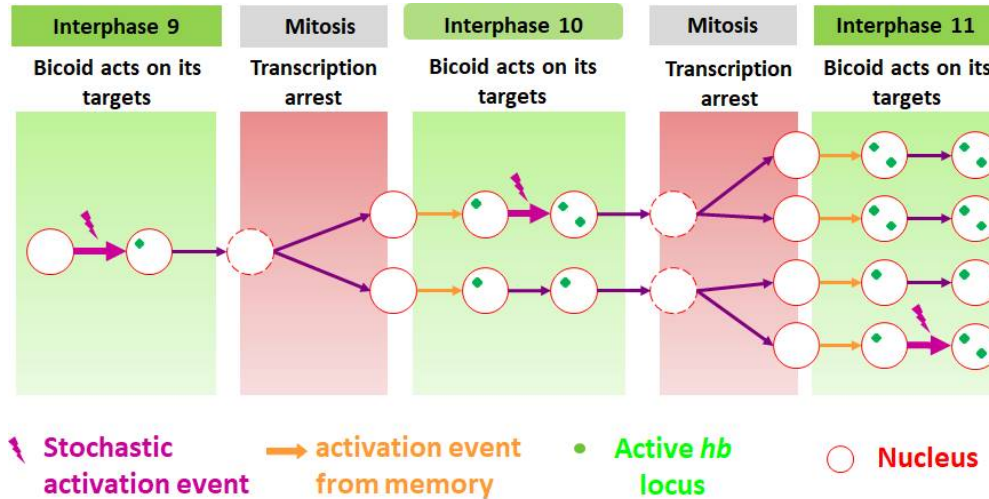 Interphase 9
Mitosis
Interphase 10
Mitosis
Interphase 11
Bicoid acts on its
targets
Transcription
arrest
Bicoid acts on its
targets
Transcription
arrest
Bicoid acts on its
targets
Stochastic
activation event
activation event
from memory
Active hb
locus
Nucleus